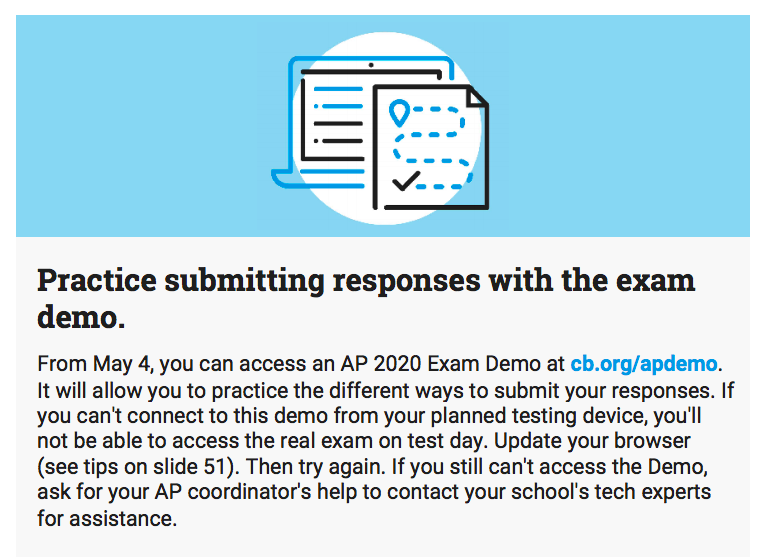 Practice submitting responses with the exam
demo.
From May 4, you can access an AP 2020 Exam Demo at cb.org/apdemo.
It will allow you to practice the different ways to submit your responses. If
you can't connect to this demo from your planned testing device, you'll
not be able to access the real exam on test day. Update your browser
(see tips on slide 51). Then try again. If you still can't access the Demo,
ask for your AP coordinator's help to contact your school's tech experts
for assistance.